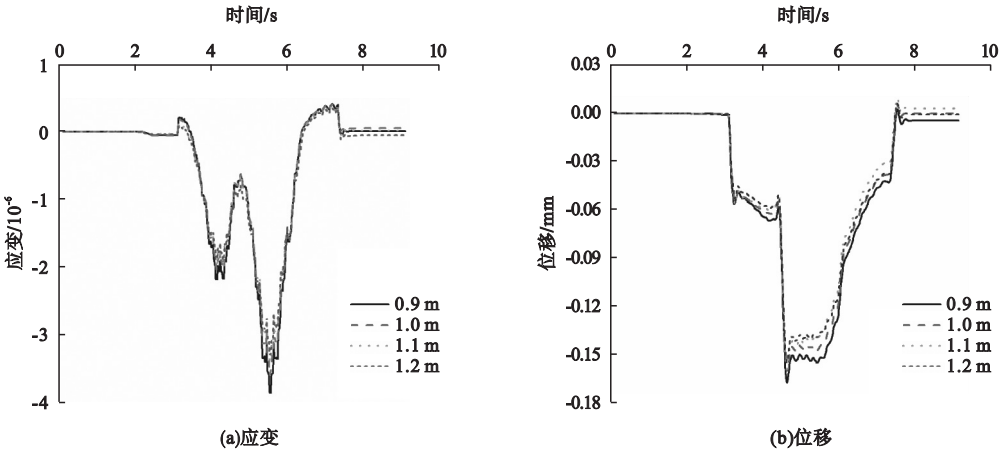 时间/s
0 2 4 6 8 10
1
0
-1
-2
-3
-4
应变/10⁻⁶
0.9 m
1.0 m
1.1 m
1.2 m
(a)应变
时间/s
0 2 4 6 8 10
0.03
0.00
-0.03
-0.06
-0.09
-0.12
-0.15
-0.18
位移/mm
0.9 m
1.0 m
1.1 m
1.2 m
(b)位移